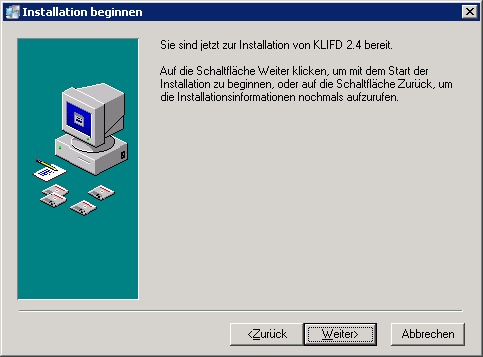 Installation beginnen
Sie sind jetzt zur Installation von KLIFD 2.4 bereit.
Auf die Schaltfläche Weiter klicken, um mit dem Start der
Installation zu beginnen, oder auf die Schaltfläche Zurück, um
die Installationsinformationen nochmals aufzurufen.
<Zurück
Weiter>
Abbrechen